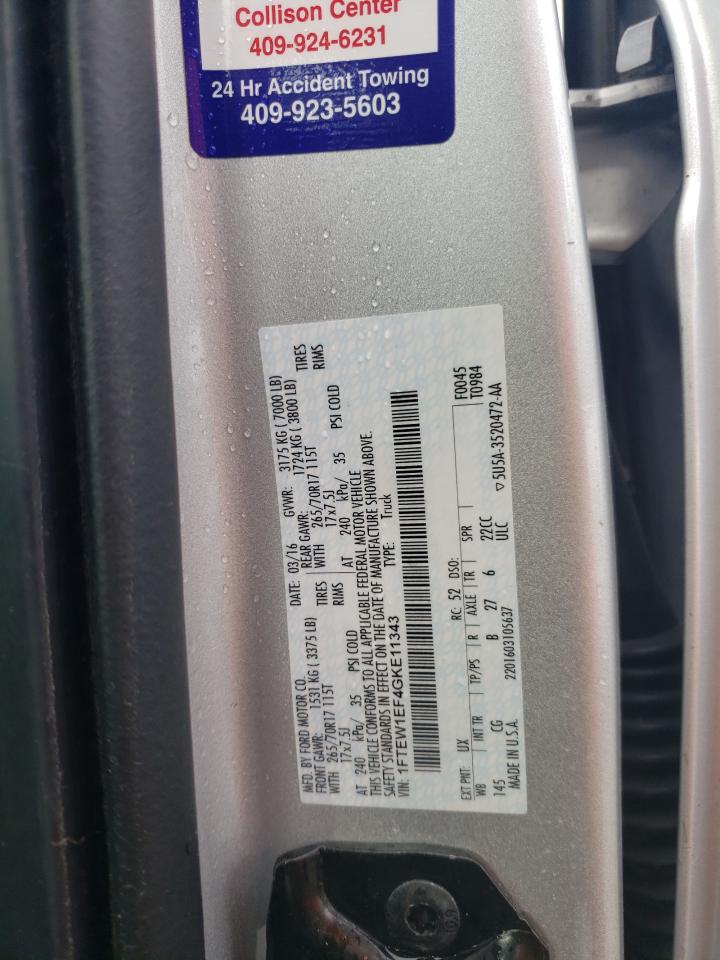 Collison Center
409-924-6231
24 Hr Accident Towing
409-923-5603
MFD. BY FORD MOTOR CO.
DATE: 03/16 GVWR: 3175 KG ( 7000 LB)
FRONT GAWR: 1531 KG ( 3375 LB) REAR GAWR: 1724 KG ( 3800 LB)
WITH 265/70R17 115T TIRES WITH 265/70R17 115T TIRES
17x7.5J RIMS 17x7.5J RIMS
AT 240 kPa/ 35 PSI COLD AT 240 kPa/ 35 PSI COLD
THIS VEHICLE CONFORMS TO ALL APPLICABLE FEDERAL MOTOR VEHICLE
SAFETY STANDARDS IN EFFECT ON THE DATE OF MANUFACTURE SHOWN ABOVE.
VIN: 1FTEW1EF4GKE11343 TYPE: Truck
EXT PNT: UX RC: 52 DSO: F0045
WB INT TR TP/PS R AXLE TR SPR T0984
145 CG B 27 6 22CC
MADE IN U.S.A. 2201603105637 ULC ▽5U5A-3520472-AA
10.9